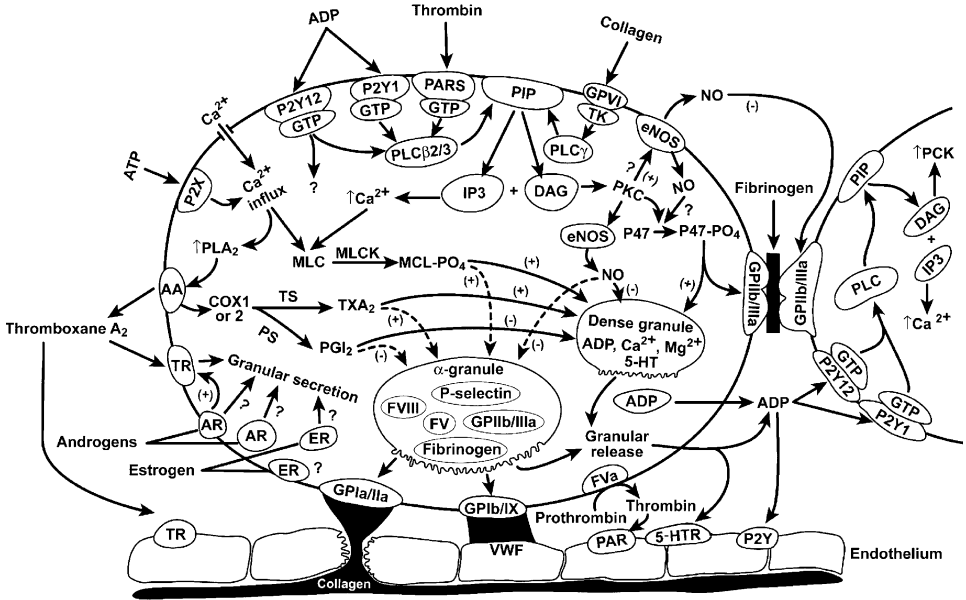 ADP
Thrombin
Collagen
P2Y12
GTP
P2Y1
GTP
PARS
GTP
PIP
GPVI
TK
eNOS
NO
(-)
Ca2+
PLCβ2/3
PLCγ
?
(+)
ATP
P2X
Ca2+
influx
?
↑Ca2+
IP3
+
DAG
PKC
NO
?
Fibrinogen
PIP
↑PCK
DAG
+
IP3
↑Ca 2+
↑PLA2
MLC
MLCK
MCL-PO4
(+)
(+)
eNOS
P47
P47-PO4
NO
(-)
(+)
GPIIb/IIIa
GPIIb/IIIa
PLC
AA
COX1
or 2
TS
TXA2
(+)
(+)
PS
PGI2
(-)
(-)
(-)
Thromboxane A2
Dense granule
ADP, Ca2+, Mg2+
5-HT
GTP
P2Y12
GTP
P2Y1
TR
(+)
Granular secretion
?
?
?
α-granule
P-selectin
FVIII
FV
GPIIb/IIIa
Fibrinogen
ADP
ADP
Androgens
AR
AR
ER
Estrogen
ER
?
Granular
release
GPIa/IIa
GPIb/IX
FVa
Prothrombin
Thrombin
TR
VWF
PAR
5-HTR
P2Y
Endothelium
Collagen